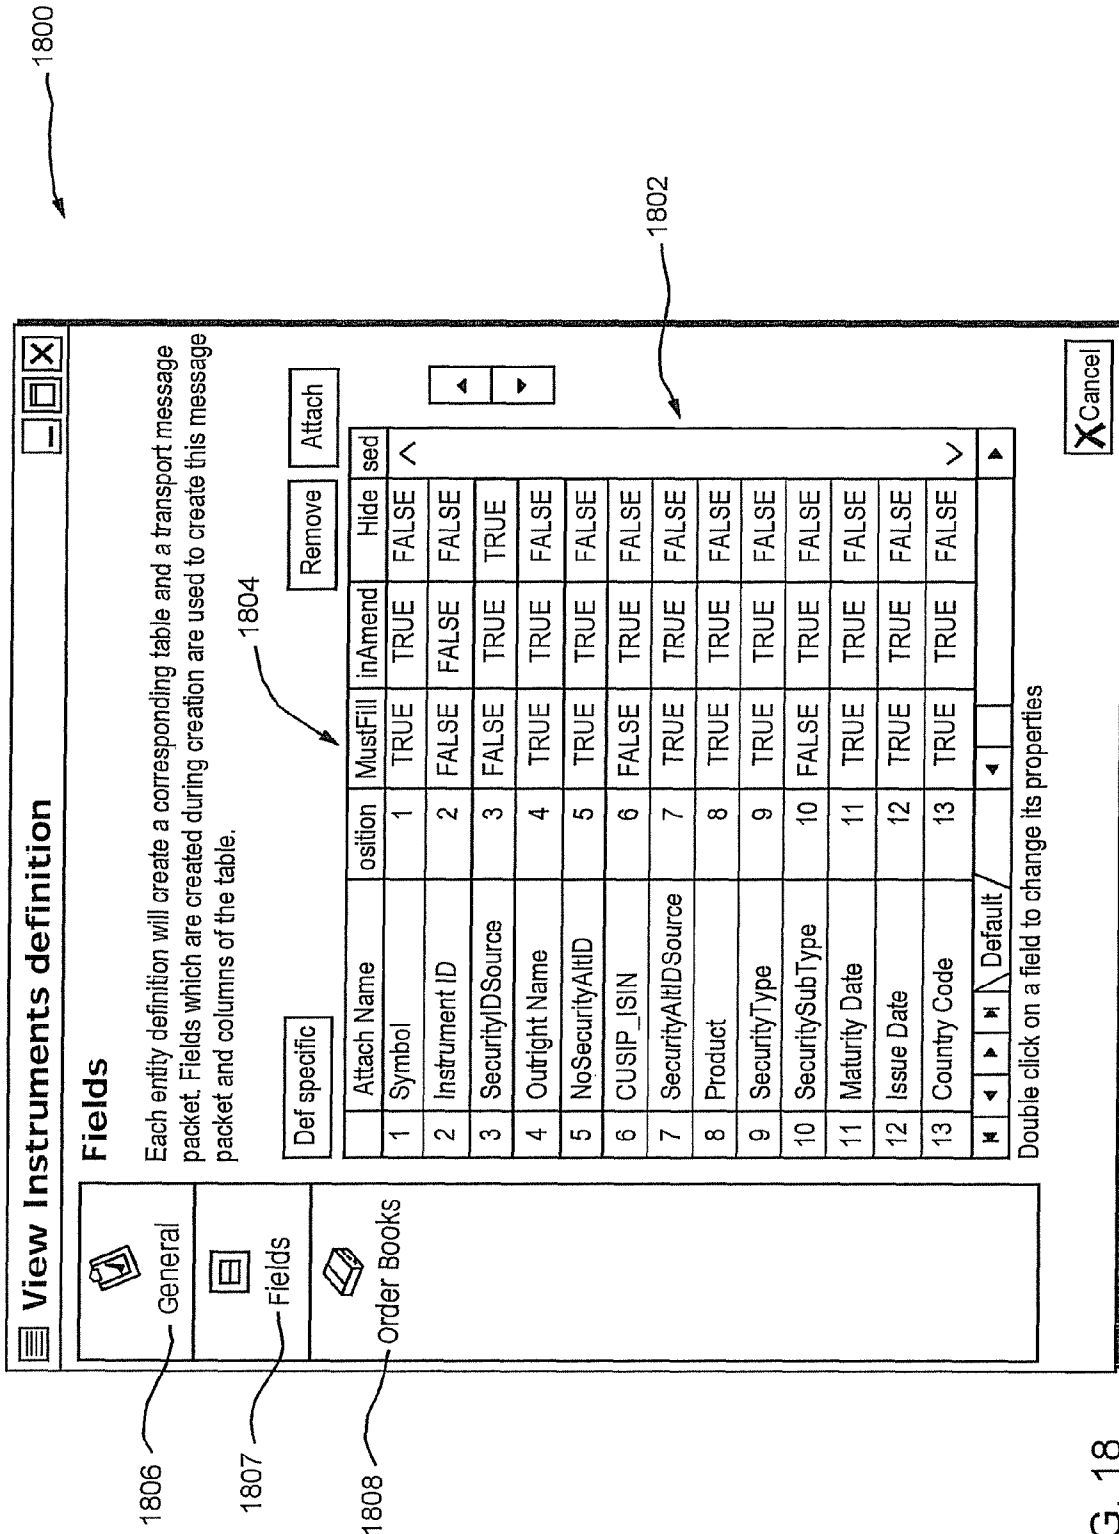 1800
View Instruments definition
Fields
Each entity definition will create a corresponding table and a transport message
packet. Fields which are created during creation are used to create this message
packet and columns of the table.
1804
Def specific Remove Attach
Attach Name osition MustFill inAmend Hide sed
1 Symbol 1 TRUE TRUE FALSE
2 Instrument ID 2 FALSE FALSE FALSE
3 SecurityIDSource 3 FALSE TRUE TRUE
4 Outright Name 4 TRUE TRUE FALSE
5 NoSecurityAltID 5 TRUE TRUE FALSE
6 CUSIP_ISIN 6 FALSE TRUE FALSE
7 SecurityAltIDSource 7 TRUE TRUE FALSE
8 Product 8 TRUE TRUE FALSE
9 SecurityType 9 TRUE TRUE FALSE
10 SecuritySubType 10 FALSE TRUE FALSE
11 Maturity Date 11 TRUE TRUE FALSE
12 Issue Date 12 TRUE TRUE FALSE
13 Country Code 13 TRUE TRUE FALSE
Default
Double click on a field to change its properties
1802
X Cancel
General
Fields
Order Books
1806
1807
1808
G. 18